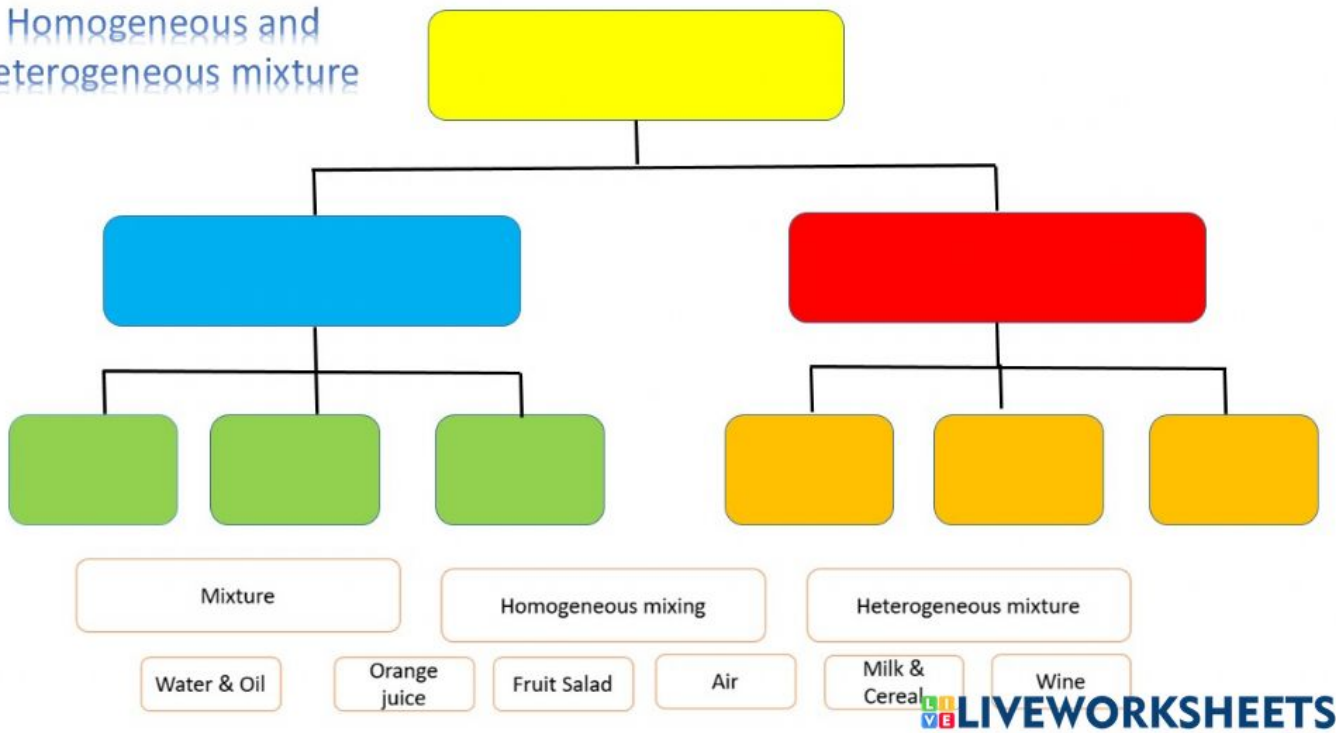 Homogeneous and
eterogeneous mixture
Mixture
Homogeneous mixing
Heterogeneous mixture
Water & Oil
Orange
juice
Fruit Salad
Air
Milk &
Cereal
Wine
LIVE LIVEWORKSHEETS